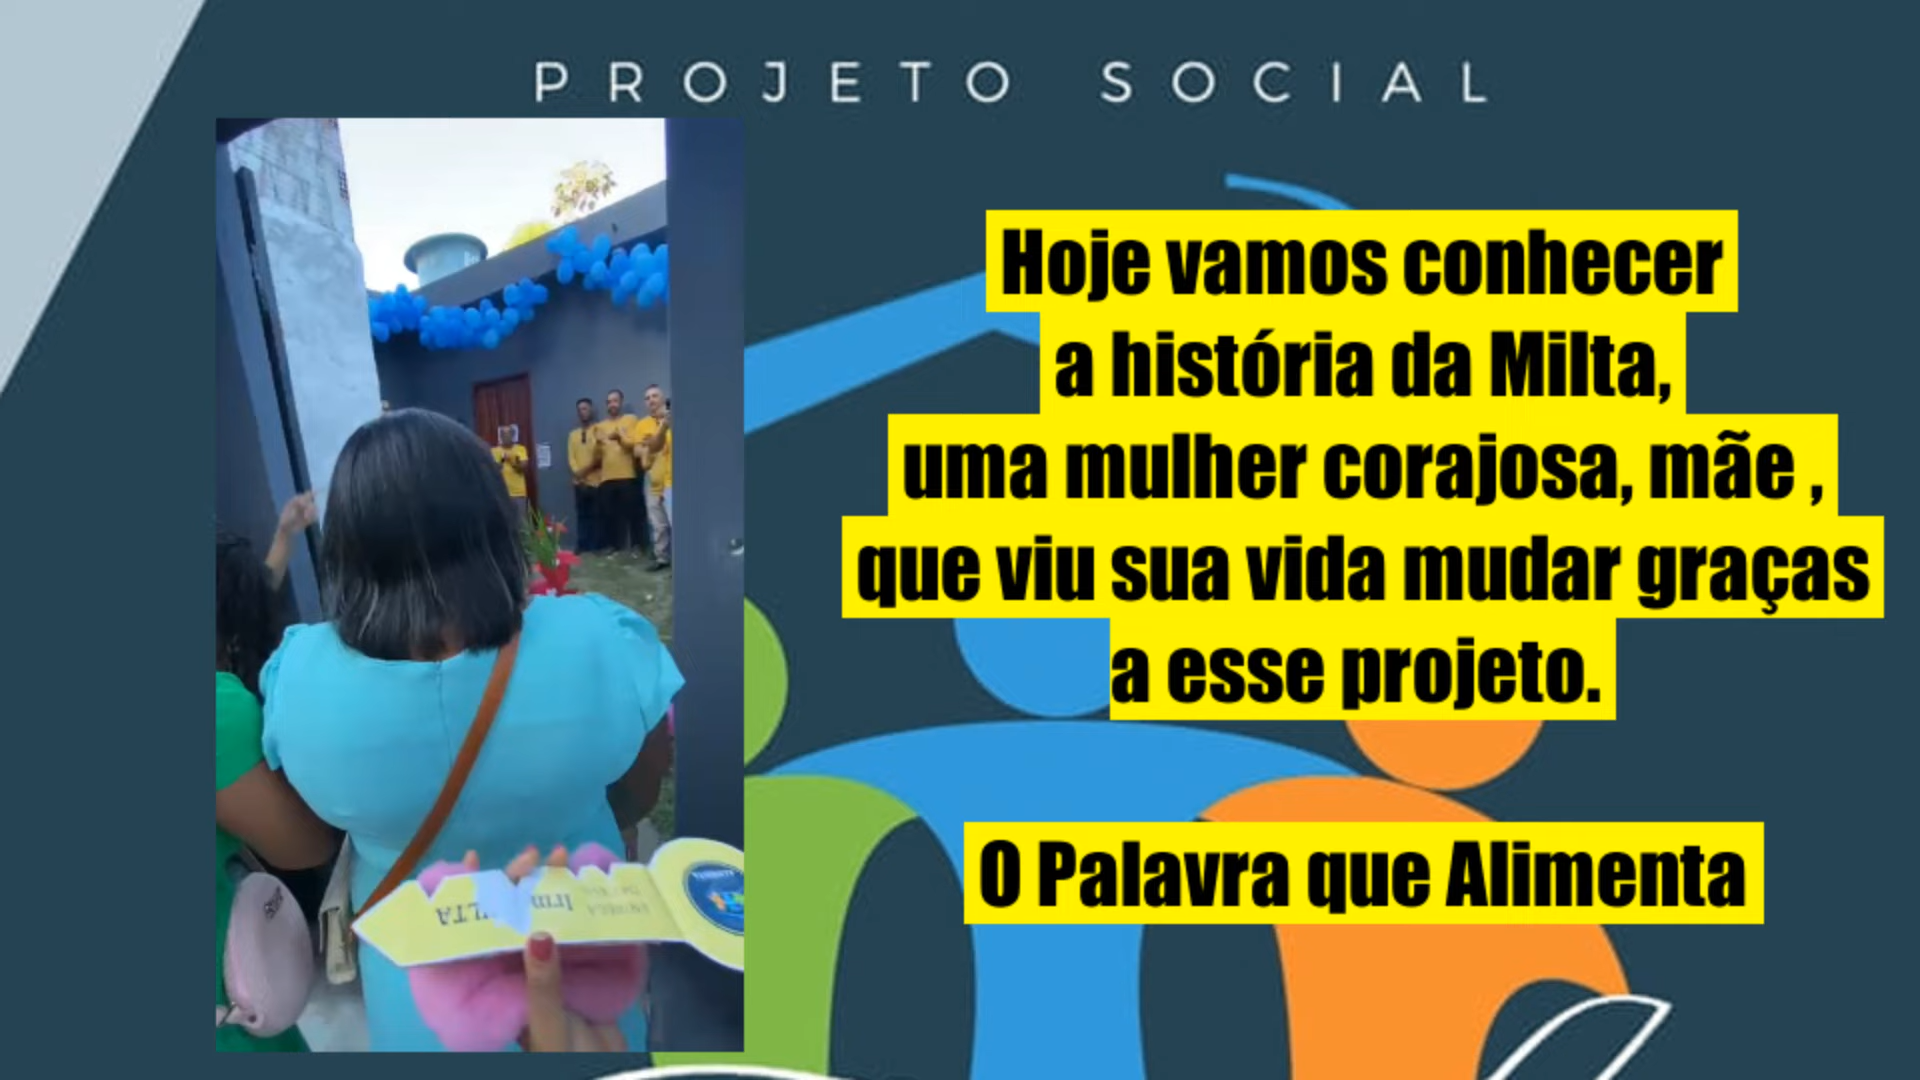 PROJETO SOCIAL
Hoje vamos conhecer
a história da Milta,
uma mulher corajosa, mãe ,
que viu sua vida mudar graças
a esse projeto.
O Palavra que Alimenta